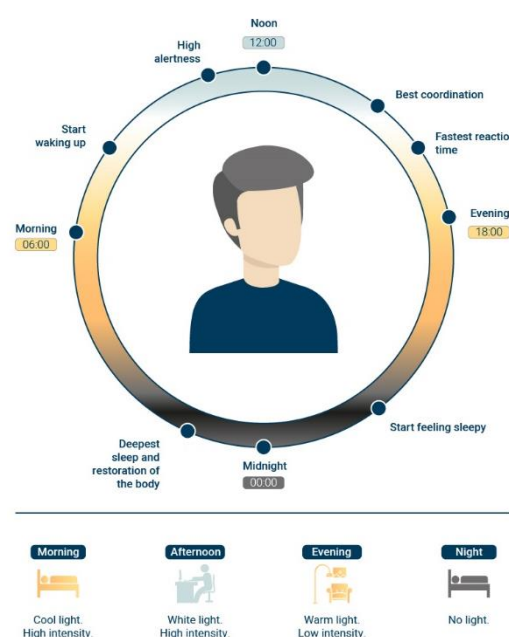 Noon
12:00
High
alertness
Best coordination
Start
waking up
Fastest reactio
time
Morning
06:00
Evening
18:00
Start feeling sleepy
Deepest
sleep and
restoration of
the body
Midnight
00:00
Morning
Cool light.
High intensity.
Afternoon
White light.
High intensity
Evening
Warm light.
Low intensity.
Night
No light.